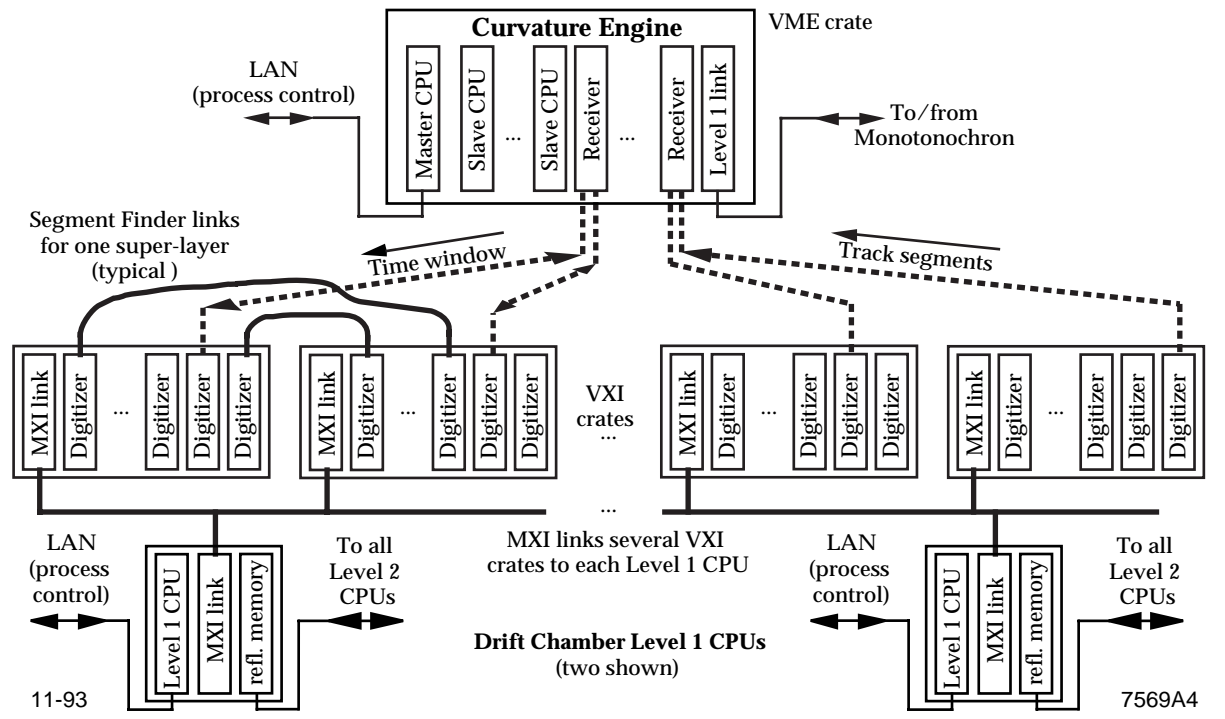 Curvature Engine
VME crate
LAN
(process control)
Master CPU
Slave CPU
...
Slave CPU
Receiver
...
Receiver
Level 1 link
To/from
Monotonochron
Segment Finder links
for one super-layer
(typical )
Time window
Track segments
MXI link
Digitizer
...
Digitizer
Digitizer
Digitizer
MXI link
Digitizer
...
Digitizer
Digitizer
Digitizer
VXI
crates
...
MXI link
Digitizer
...
Digitizer
Digitizer
Digitizer
MXI link
Digitizer
...
Digitizer
Digitizer
Digitizer
...
MXI links several VXI
crates to each Level 1 CPU
LAN
(process
control)
Level 1 CPU
MXI link
refl. memory
To all
Level 2
CPUs
Drift Chamber Level 1 CPUs
(two shown)
LAN
(process
control)
Level 1 CPU
MXI link
refl. memory
To all
Level 2
CPUs
11-93
7569A4